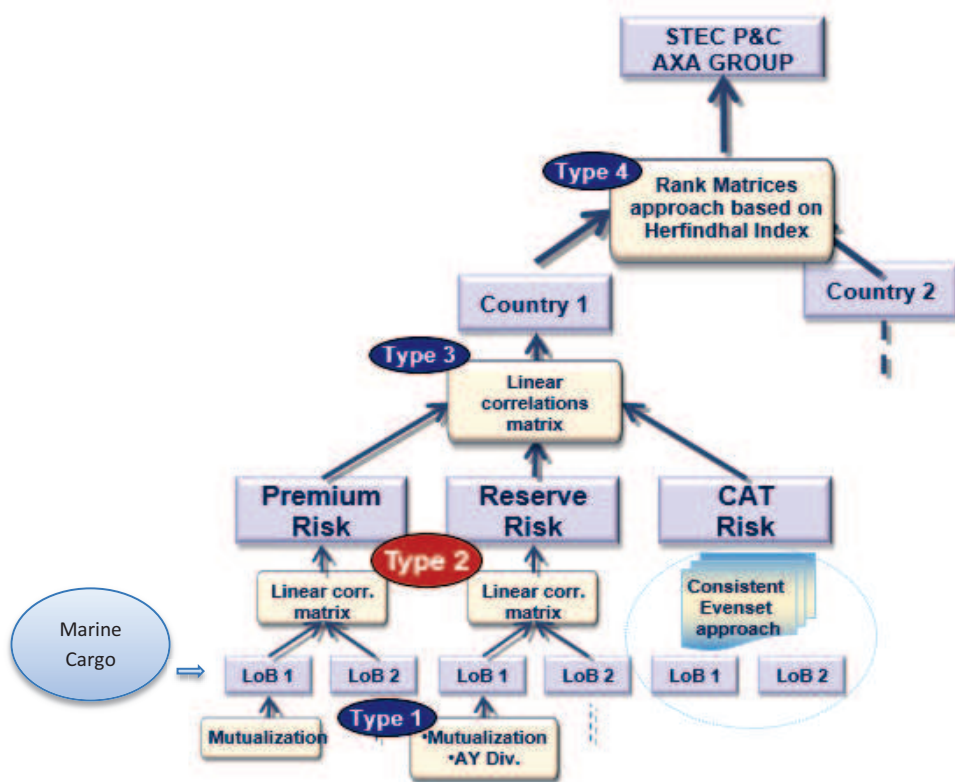 STEC P&C
AXA GROUP
Type 4
Rank Matrices
approach based on
Herfindhal Index
Country 1
Country 2
Type 3
Linear
correlations
matrix
Premium
Risk
Reserve
Risk
CAT
Risk
Type 2
Linear corr.
matrix
Linear corr.
matrix
Consistent
Evenset
approach
Marine
Cargo
LoB 1
LoB 2
LoB 1
LoB 2
LoB 1
LoB 2
Type 1
Mutualization
•Mutualization
•AY Div.